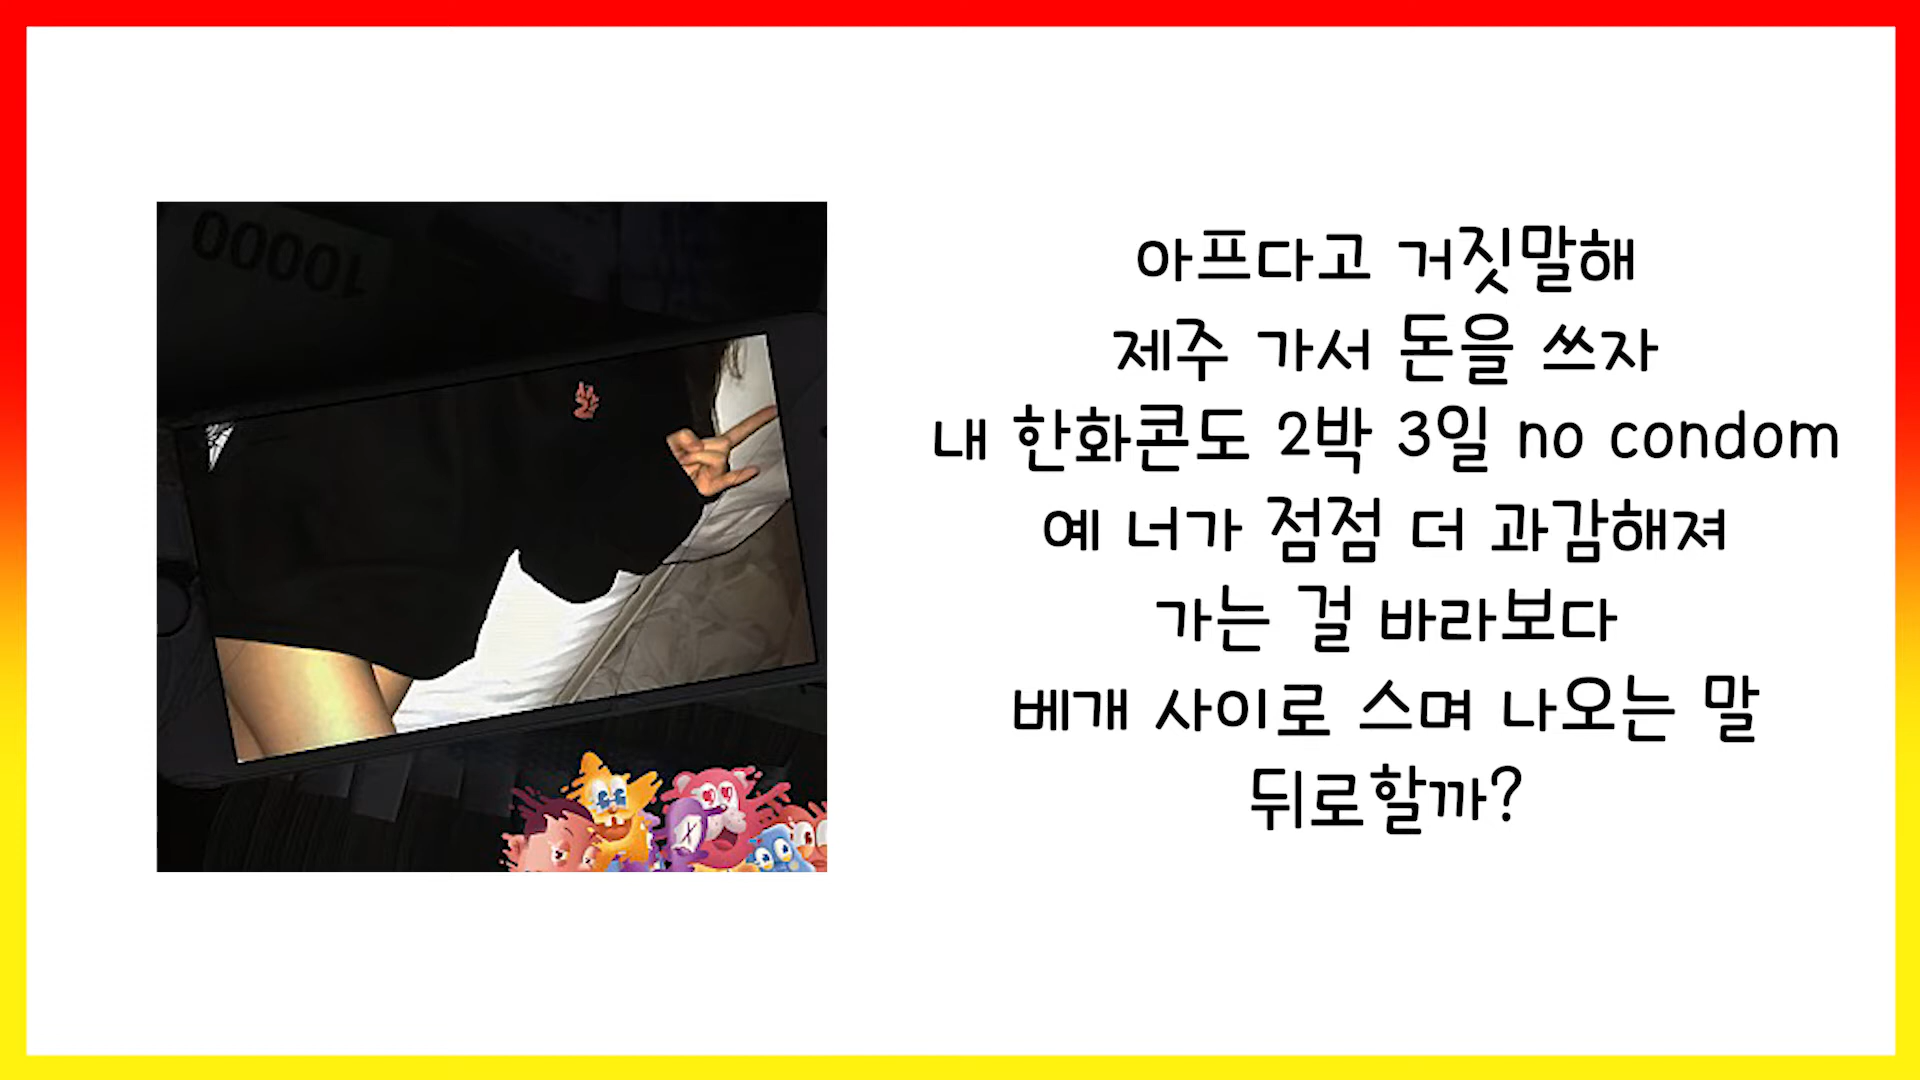 10000
아프다고 거짓말해
제주 가서 돈을 쓰자
내 한화콘도 2박 3일 no condom
예 너가 점점 더 과감해져
가는 걸 바라보다
베개 사이로 스며 나오는 말
뒤로할까?